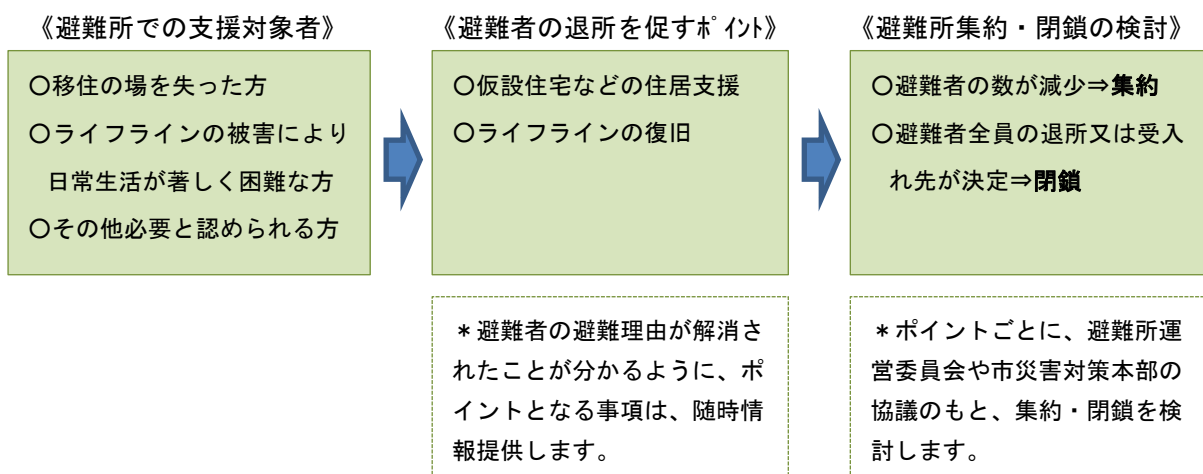 《避難所での支援対象者》
〇移住の場を失った方
〇ライフラインの被害により
日常生活が著しく困難な方
〇その他必要と認められる方
《避難者の退所を促すﾎﾟｲﾝﾄ》
〇仮設住宅などの住居支援
〇ライフラインの復旧
＊避難者の避難理由が解消さ
れたことが分かるように、ポ
イントとなる事項は、随時情
報提供します。
《避難所集約・閉鎖の検討》
〇避難者の数が減少⇒集約
〇避難者全員の退所又は受入
れ先が決定⇒閉鎖
＊ポイントごとに、避難所運
営委員会や市災害対策本部の
協議のもと、集約・閉鎖を検
討します。